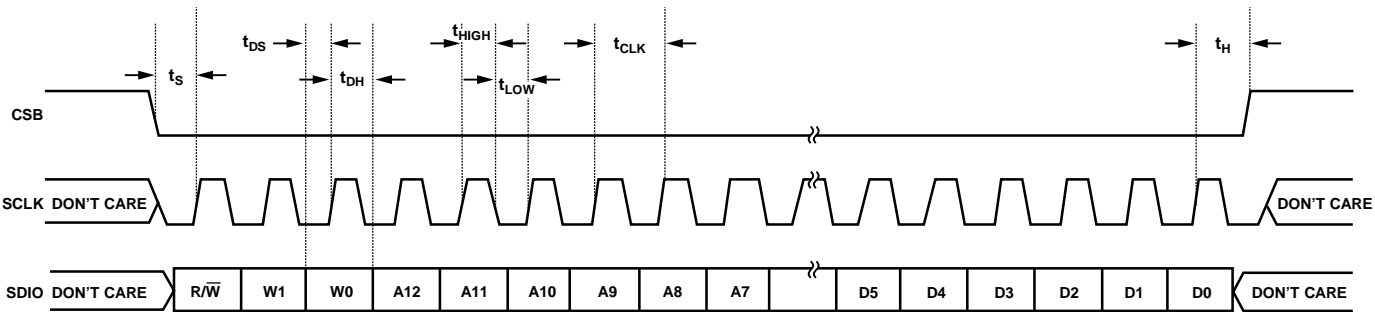 tHIGH
tDS tCLK tH
tS tDH tLOW
CSB
SCLK DON'T CARE DON'T CARE
SDIO DON'T CARE R/W̅ W1 W0 A12 A11 A10 A9 A8 A7 D5 D4 D3 D2 D1 D0 DON'T CARE